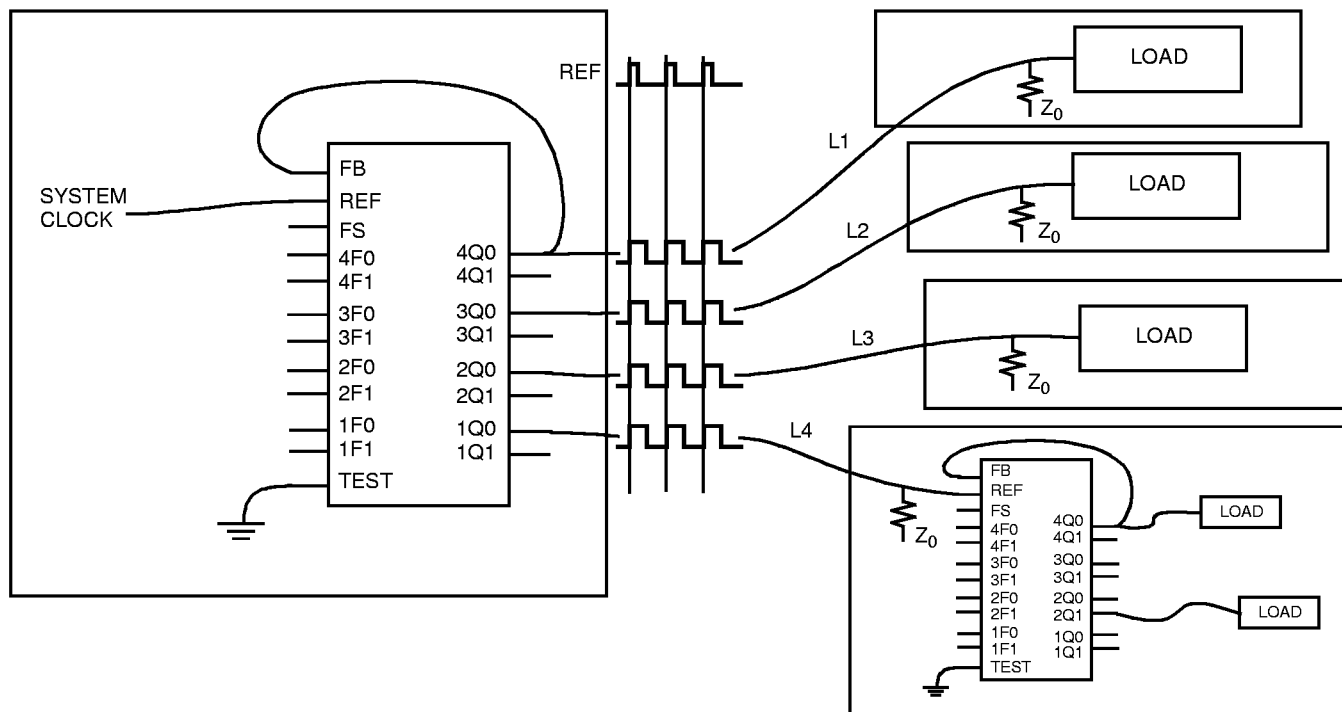 SYSTEM
CLOCK
FB
REF
FS
4F0
4F1
3F0
3F1
2F0
2F1
1F0
1F1
TEST
4Q0
4Q1
3Q0
3Q1
2Q0
2Q1
1Q0
1Q1
REF
L1
L2
L3
L4
LOAD
Z0
LOAD
Z0
LOAD
Z0
Z0
FB
REF
FS
4F0
4F1
3F0
3F1
2F0
2F1
1F0
1F1
TEST
4Q0
4Q1
3Q0
3Q1
2Q0
2Q1
1Q0
1Q1
LOAD
LOAD